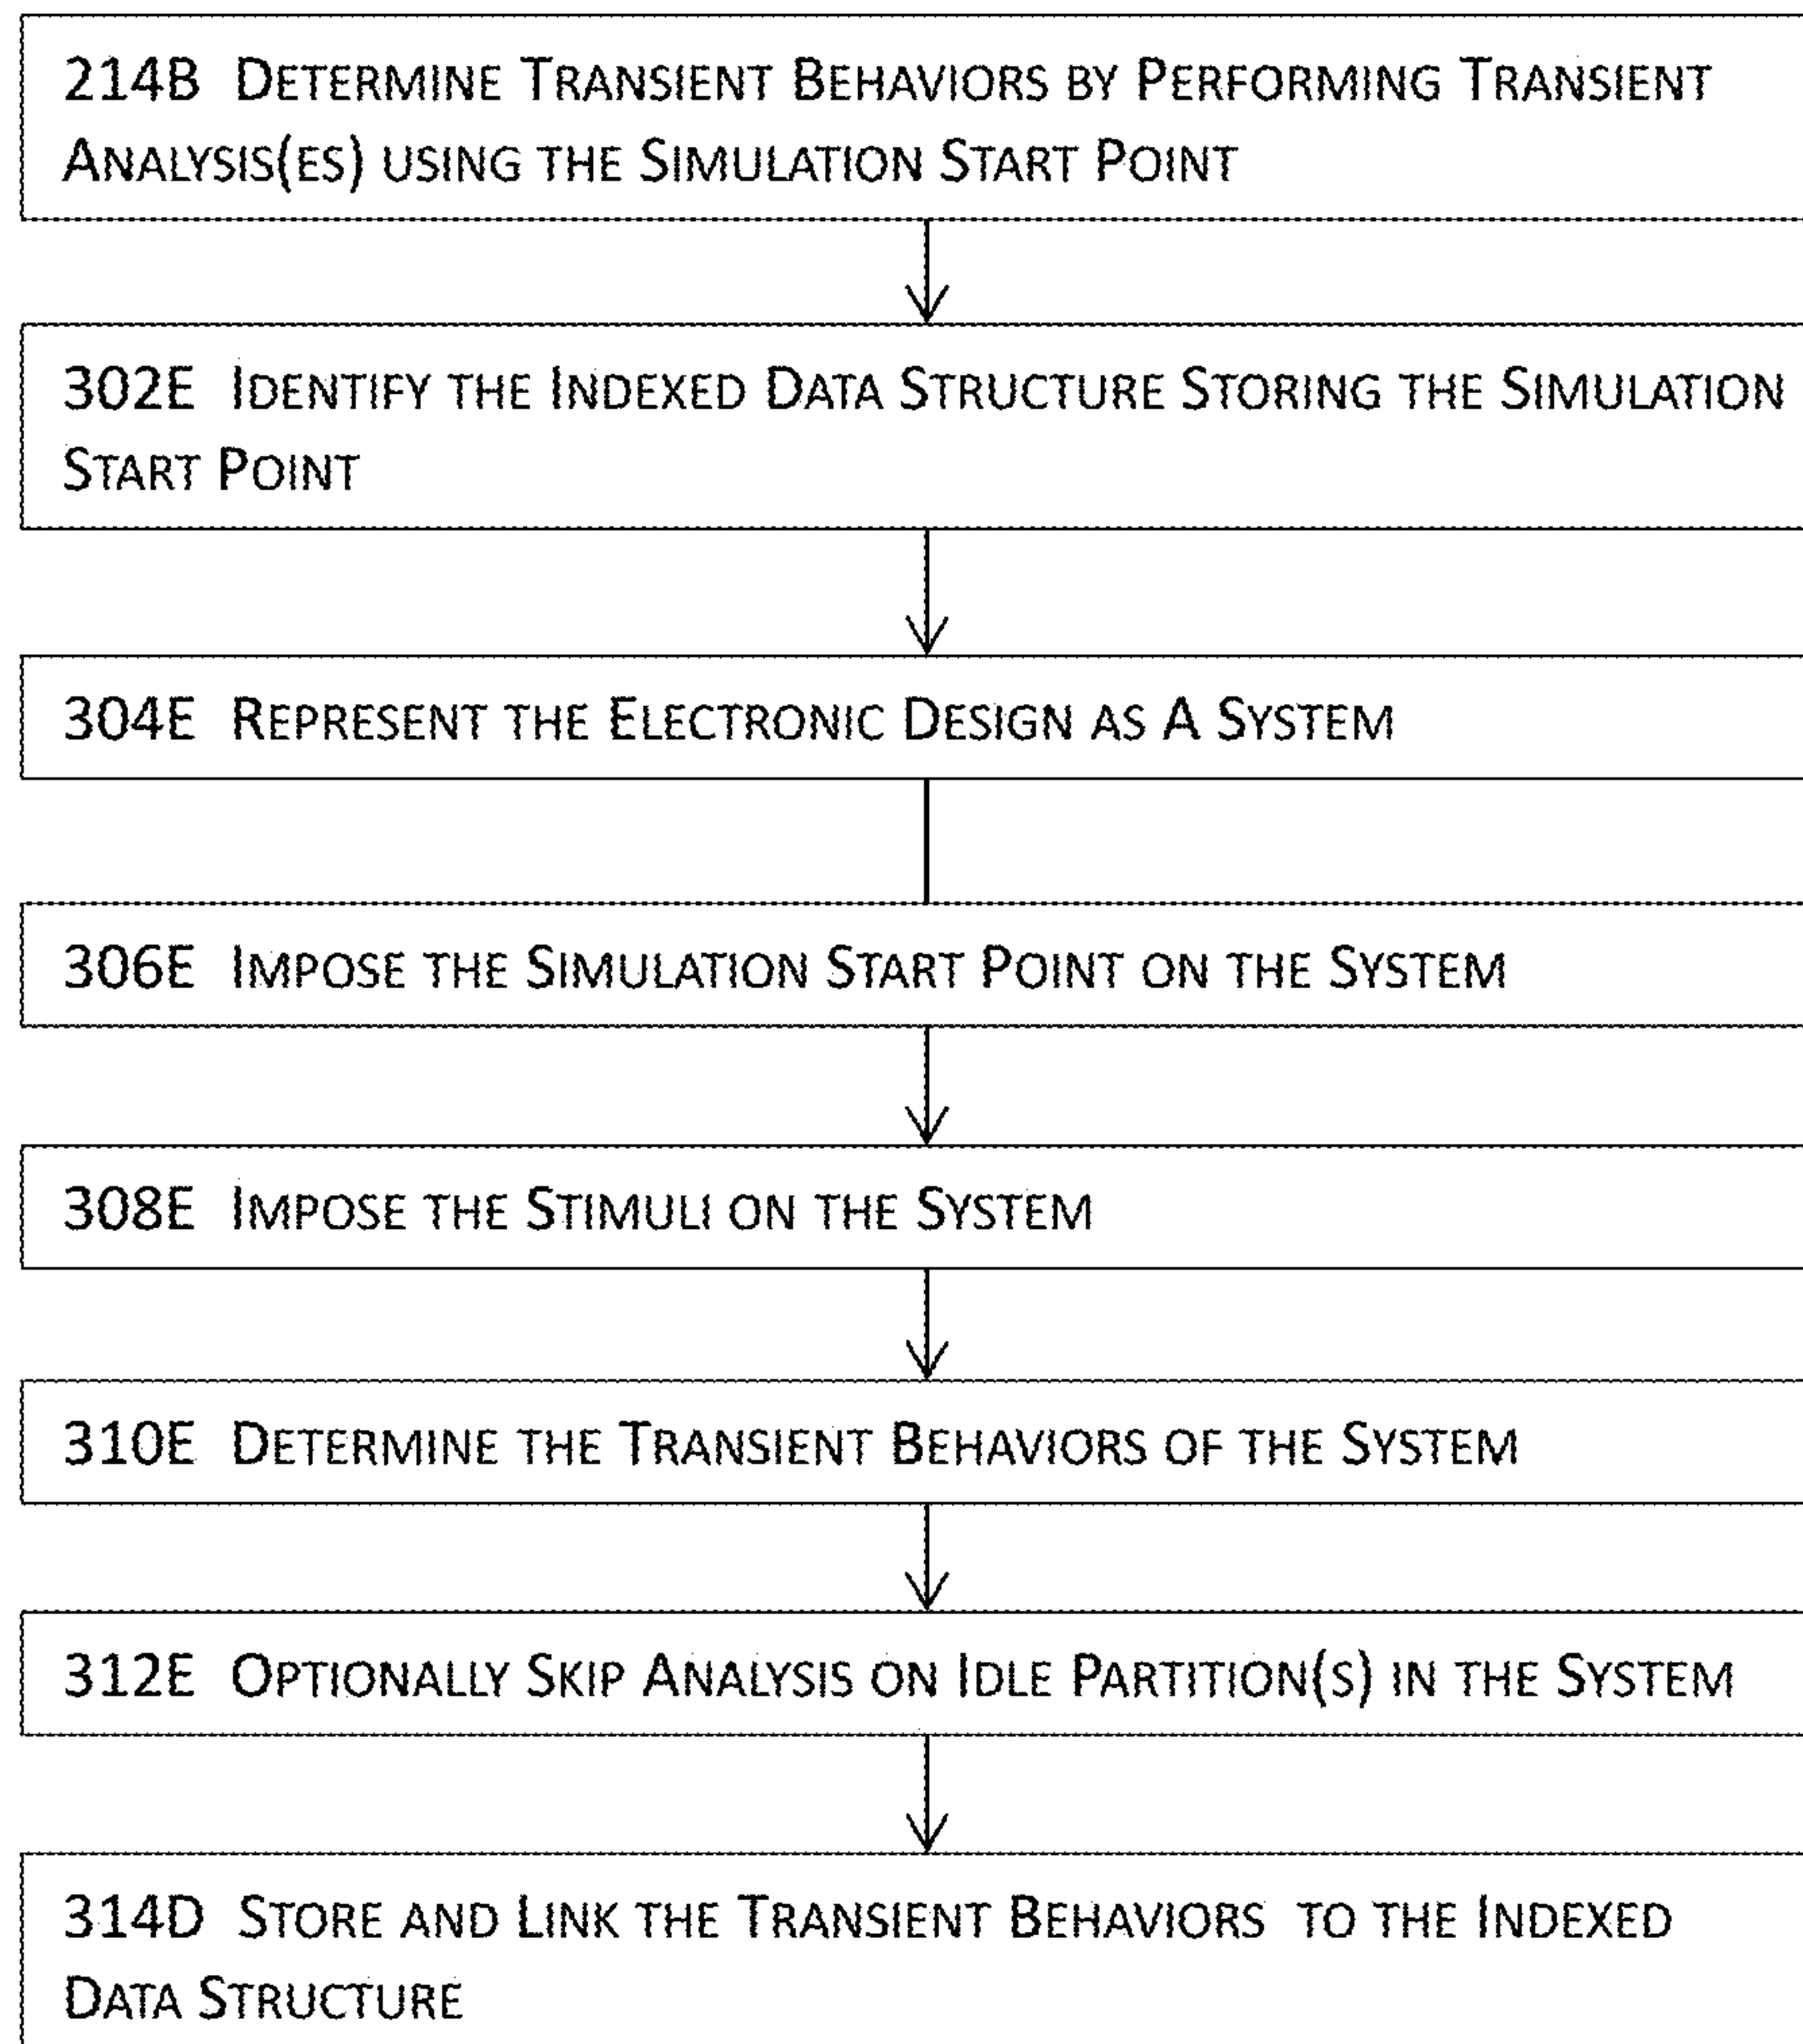 214B DETERMINE TRANSIENT BEHAVIORS BY PERFORMING TRANSIENT
ANALYSIS(ES) USING THE SIMULATION START POINT
302E IDENTIFY THE INDEXED DATA STRUCTURE STORING THE SIMULATION
START POINT
304E REPRESENT THE ELECTRONIC DESIGN AS A SYSTEM
306E IMPOSE THE SIMULATION START POINT ON THE SYSTEM
308E IMPOSE THE STIMULI ON THE SYSTEM
310E DETERMINE THE TRANSIENT BEHAVIORS OF THE SYSTEM
312E OPTIONALLY SKIP ANALYSIS ON IDLE PARTITION(S) IN THE SYSTEM
314D STORE AND LINK THE TRANSIENT BEHAVIORS TO THE INDEXED
DATA STRUCTURE